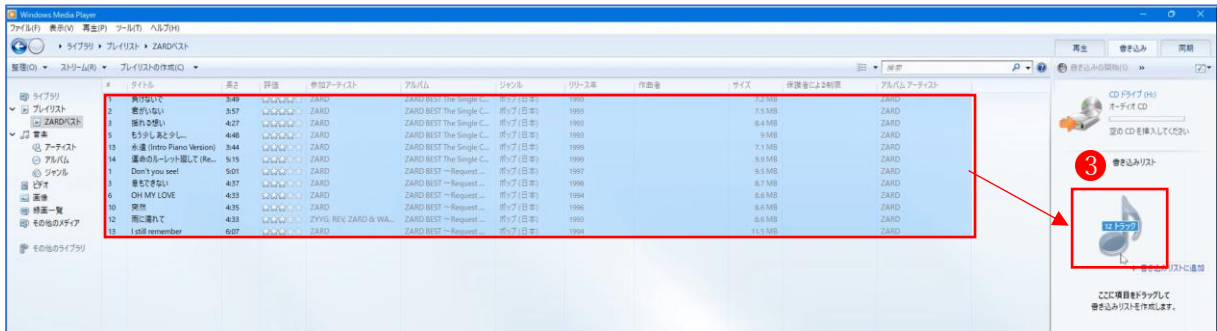 Windows Media Player
ファイル(F) 表示(V) 再生(P) ツール(T) ヘルプ(H)
ライブラリ ▸ プレイリスト ▸ ZARDベスト
再生 書き込み 同期
整理(O) ストリーム(R) プレイリストの作成(C) 検索 書き込みの開始(S) »
# タイトル 長さ 評価 参加アーティスト アルバム ジャンル リリース年 作曲者 サイズ 保護者による制限 アルバム アーティスト
ライブラリ
プレイリスト
ZARDベスト
音楽
アーティスト
アルバム
ジャンル
ビデオ
画像
録画一覧
その他のメディア
その他のライブラリ
1 負けないで 3:49 ZARD ZARD BEST The Single C... ポップ (日本) 1993 7.2 MB ZARD
2 君がいない 3:57 ZARD ZARD BEST The Single C... ポップ (日本) 1993 7.5 MB ZARD
3 揺れる想い 4:27 ZARD ZARD BEST The Single C... ポップ (日本) 1993 8.4 MB ZARD
5 もう少し あと少し... 4:48 ZARD ZARD BEST The Single C... ポップ (日本) 1993 9 MB ZARD
13 永遠 (Intro Piano Version) 3:44 ZARD ZARD BEST The Single C... ポップ (日本) 1999 7.1 MB ZARD
14 運命のルーレット廻して (Re... 5:15 ZARD ZARD BEST The Single C... ポップ (日本) 1999 9.9 MB ZARD
1 Don't you see! 5:01 ZARD ZARD BEST ～Request ... ポップ (日本) 1997 9.5 MB ZARD
3 息もできない 4:37 ZARD ZARD BEST ～Request ... ポップ (日本) 1998 8.7 MB ZARD
6 OH MY LOVE 4:33 ZARD ZARD BEST ～Request ... ポップ (日本) 1994 8.6 MB ZARD
10 突然 4:35 ZARD ZARD BEST ～Request ... ポップ (日本) 1996 8.6 MB ZARD
12 雨に濡れて 4:33 ZYYG, REV, ZARD & WA... ZARD BEST ～Request ... ポップ (日本) 1993 8.6 MB ZARD
13 I still remember 6:07 ZARD ZARD BEST ～Request ... ポップ (日本) 1994 11.5 MB ZARD
CD ドライブ (H:)
オーディオ CD
空の CD を挿入してください
書き込みリスト
3
12 トラック
+ 書き込みリストに追加
ここに項目をドラッグして
書き込みリストを作成します。